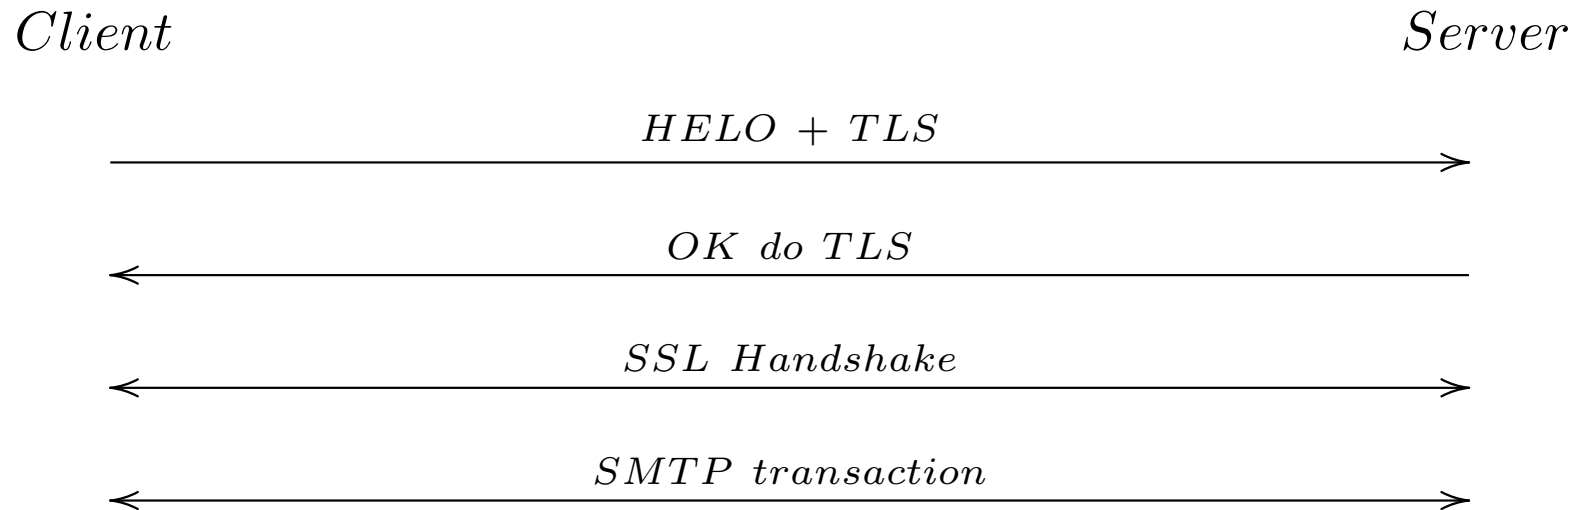 Client Server
HELO + TLS
OK do TLS
SSL Handshake
SMTP transaction